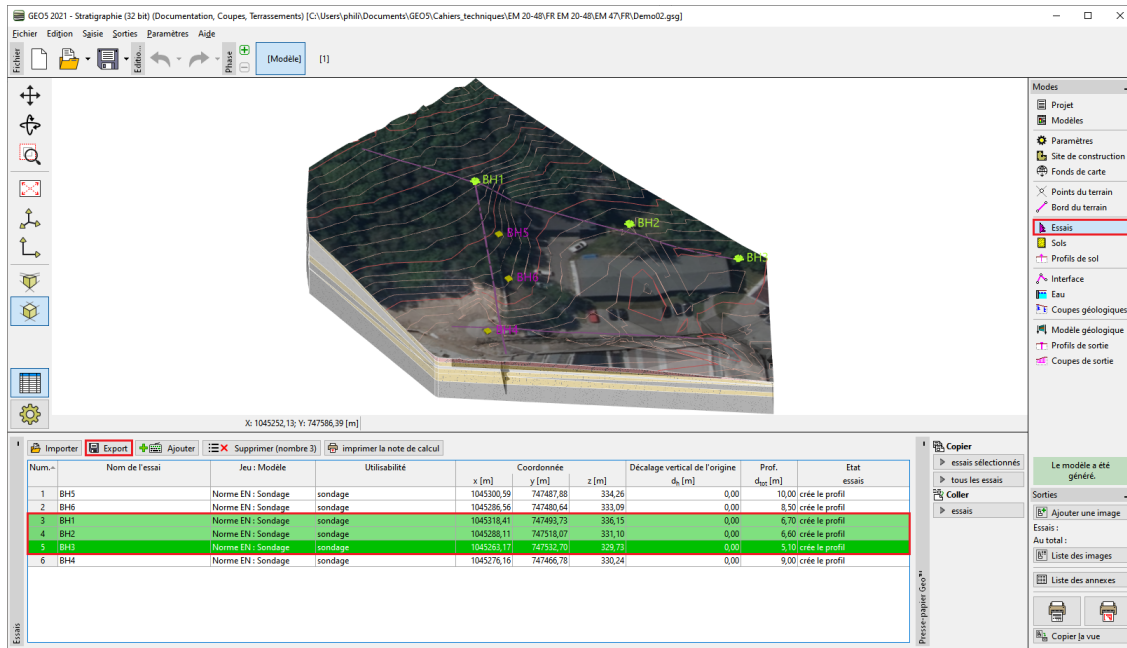 GEO5 2021 - Stratigraphie (32 bit) (Documentation, Coupes, Terrassements) [C:\Users\phili\Documents\GEO5\Cahiers_techniques\EM 20-48\FR EM 20-48\EM 47\FR\Demo02.gsg]
Fichier Edition Saisie Sorties Paramètres Aide
Fichier Editio... Phase [Modèle] [1]
BH1
BH2
BH5
BH4
X: 1045252,13; Y: 747586,39 [m]
Importer Export Ajouter Supprimer (nombre 3) imprimer la note de calcul
Num. Nom de l'essai Jeu : Modèle Utilisabilité Coordonnée Décalage vertical de l'origine Prof. Etat
x [m] y [m] z [m] dh [m] dtot [m] essais
1 BH5 Norme EN : Sondage sondage 1045300,59 747487,88 334,26 0,00 10,00 crée le profil
2 BH6 Norme EN : Sondage sondage 1045286,56 747480,64 333,09 0,00 8,50 crée le profil
3 BH1 Norme EN : Sondage sondage 1045318,41 747493,73 336,15 0,00 6,70 crée le profil
4 BH2 Norme EN : Sondage sondage 1045288,11 747518,07 331,10 0,00 6,60 crée le profil
5 BH3 Norme EN : Sondage sondage 1045263,17 747532,70 329,73 0,00 5,10 crée le profil
6 BH4 Norme EN : Sondage sondage 1045276,16 747466,78 330,24 0,00 9,00 crée le profil
Essais
Presse-papier Geo™
Copier
essais sélectionnés
tous les essais
Coller
essais
Modes
Projet
Modèles
Paramètres
Site de construction
Fonds de carte
Points du terrain
Bord du terrain
Essais
Sols
Profils de sol
Interface
Eau
Coupes géologiques
Modèle géologique
Profils de sortie
Coupes de sortie
Le modèle a été
généré.
Sorties
Ajouter une image
Essais :
Au total :
Liste des images
Liste des annexes
Copier la vue